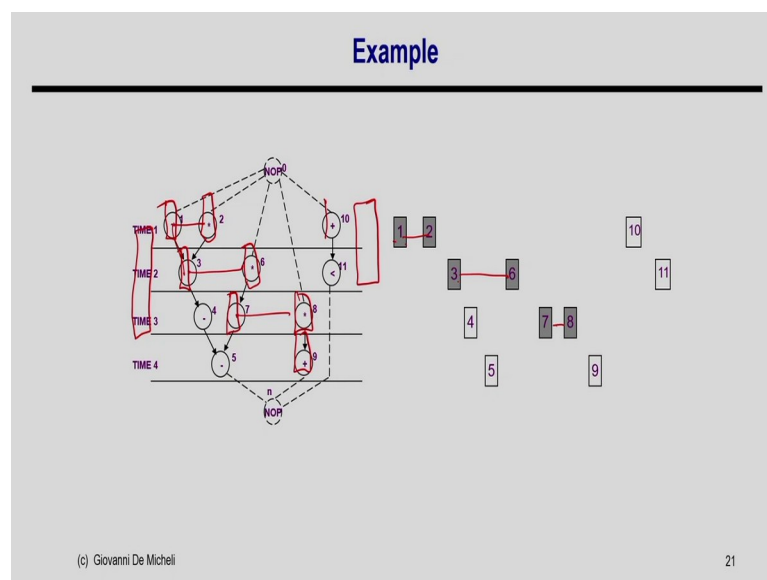 Example
NOP 0
TIME 1
1
* 2
+ 10
1 2
10
TIME 2
3
* 6
< 11
3 6
11
TIME 3
- 4
7
* 8
4
7 8
TIME 4
- 5
+ 9
5
9
n
NOP
(c) Giovanni De Micheli
21